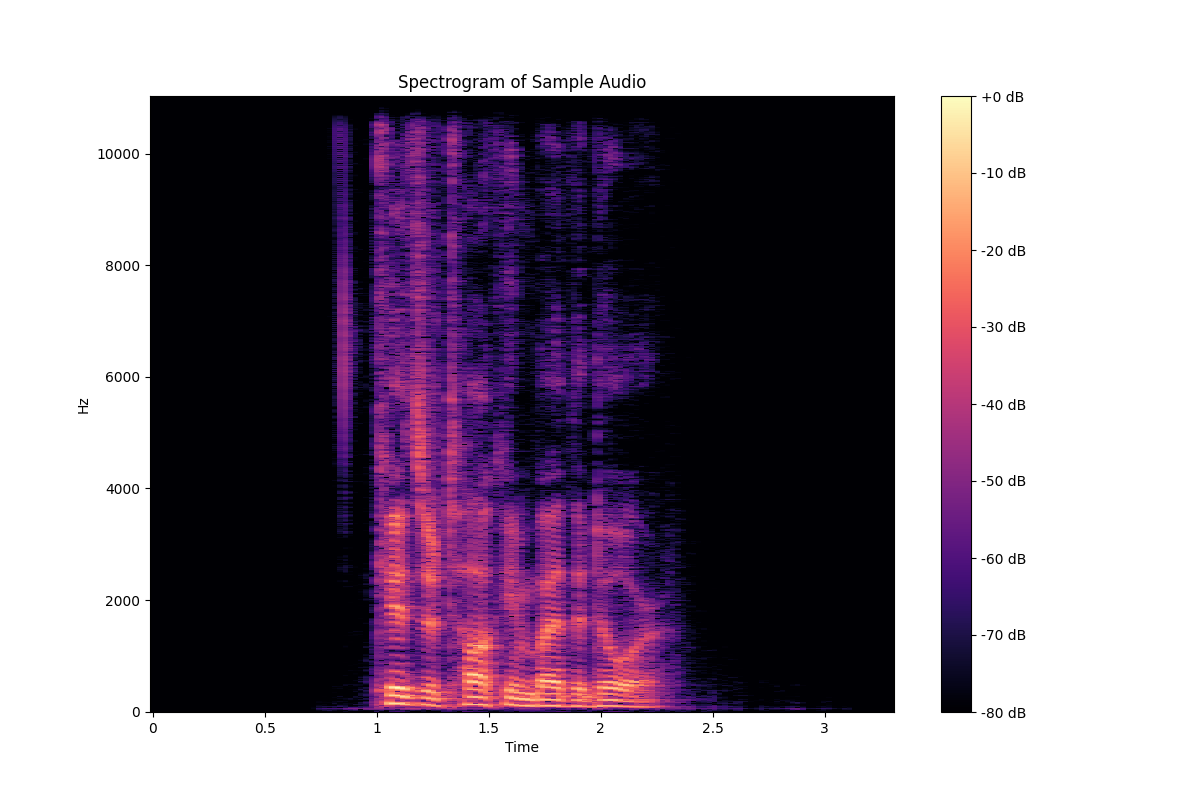 Spectrogram of Sample Audio
+0 dB
10000
-10 dB
-20 dB
8000
-30 dB
6000
Hz
-40 dB
-50 dB
4000
-60 dB
2000
-70 dB
0
-80 dB
0 0.5 1 1.5 2 2.5 3
Time